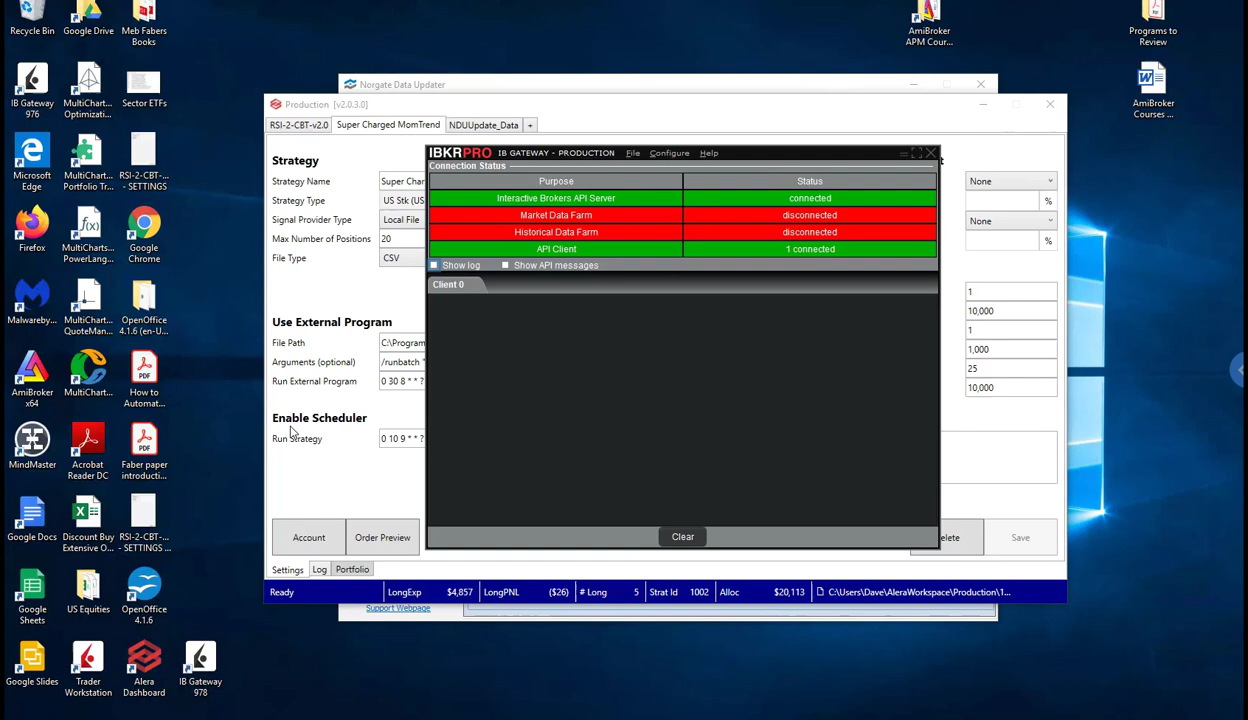 Recycle Bin
Google Drive
Meb Fabers
Books
AmiBroker
APM Cour...
Programs to
Review
IB Gateway
976
MultiCharts...
Optimizati...
Sector ETFs
AmiBroker
Courses ...
Microsoft
Edge
MultiChart...
Portfolio Tr...
RSI-2-CBT-...
- SETTINGS
Firefox
MultiCharts...
PowerLang...
Google
Chrome
Malwareby...
MultiChart...
QuoteMan...
OpenOffice
4.1.6 (en-U...
AmiBroker
x64
MultiChart...
How to
Automat...
MindMaster
Acrobat
Reader DC
Faber paper
introducti...
Google Docs
Discount Buy
Extensive O...
RSI-2-CBT-...
- SETTINGS ...
Google
Sheets
US Equities
OpenOffice
4.1.6
Google Slides
Trader
Workstation
Alera
Dashboard
IB Gateway
978
Norgate Data Updater
Production [v2.0.3.0]
RSI-2-CBT-v2.0
Super Charged MomTrend
NDUUpdate_Data
+
Strategy
Strategy Name
Super Char
Strategy Type
US Stk (US
Signal Provider Type
Local File
Max Number of Positions
20
File Type
CSV
Use External Program
File Path
C:\Program
Arguments (optional)
/runbatch "
Run External Program
0 30 8 * * ?
Enable Scheduler
Run Strategy
0 10 9 * * ?
Account
Order Preview
IBKRPRO IB GATEWAY - PRODUCTION File Configure Help
Connection Status
Purpose
Status
Interactive Brokers API Server
connected
Market Data Farm
disconnected
Historical Data Farm
disconnected
API Client
1 connected
Show log
Show API messages
Client 0
Clear
t
None
%
None
%
1
10,000
1
1,000
25
10,000
elete
Save
Settings
Log
Portfolio
Ready
LongExp $4,857
LongPNL ($26)
# Long 5
Strat Id 1002
Alloc $20,113
C:\Users\Dave\AleraWorkspace\Production\1...
Support Webpage